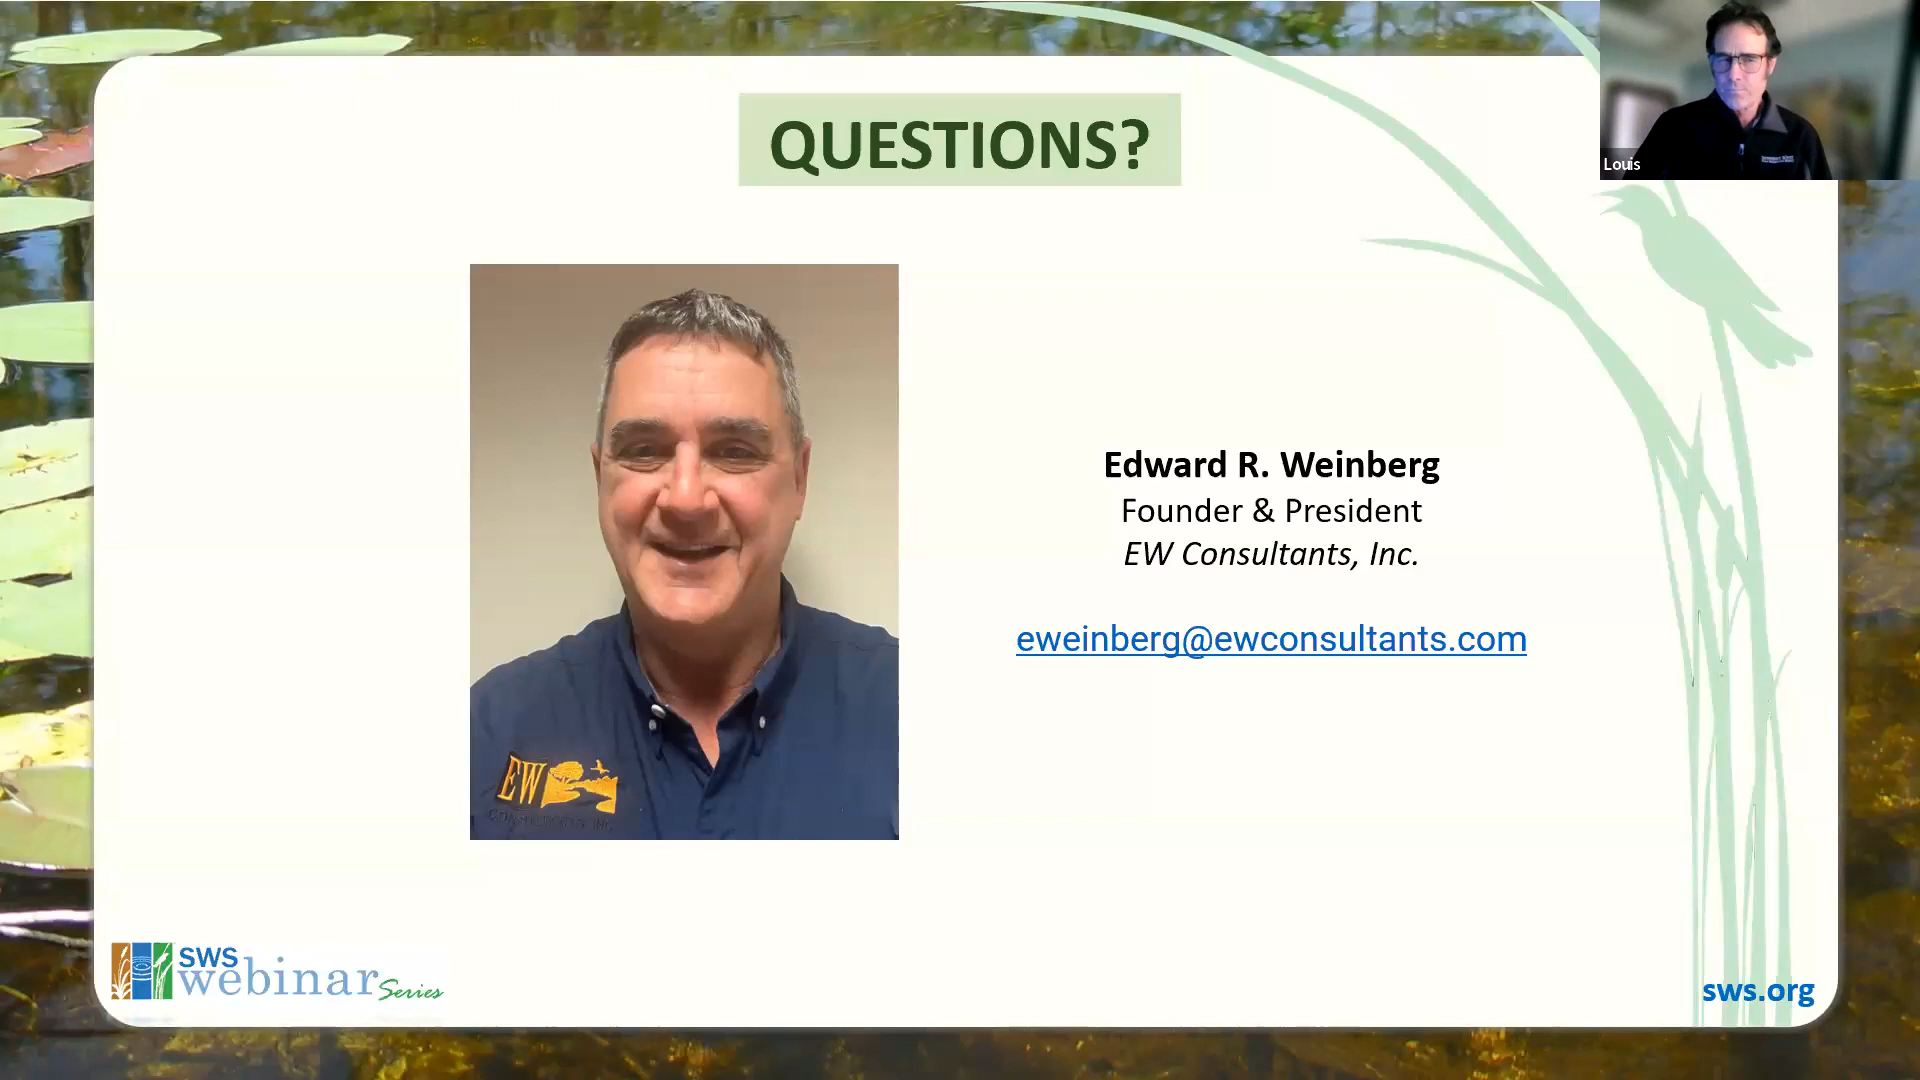 QUESTIONS?
Louis
Edward R. Weinberg
Founder & President
EW Consultants, Inc.
eweinberg@ewconsultants.com
EW
SWS
webinar Series
sws.org